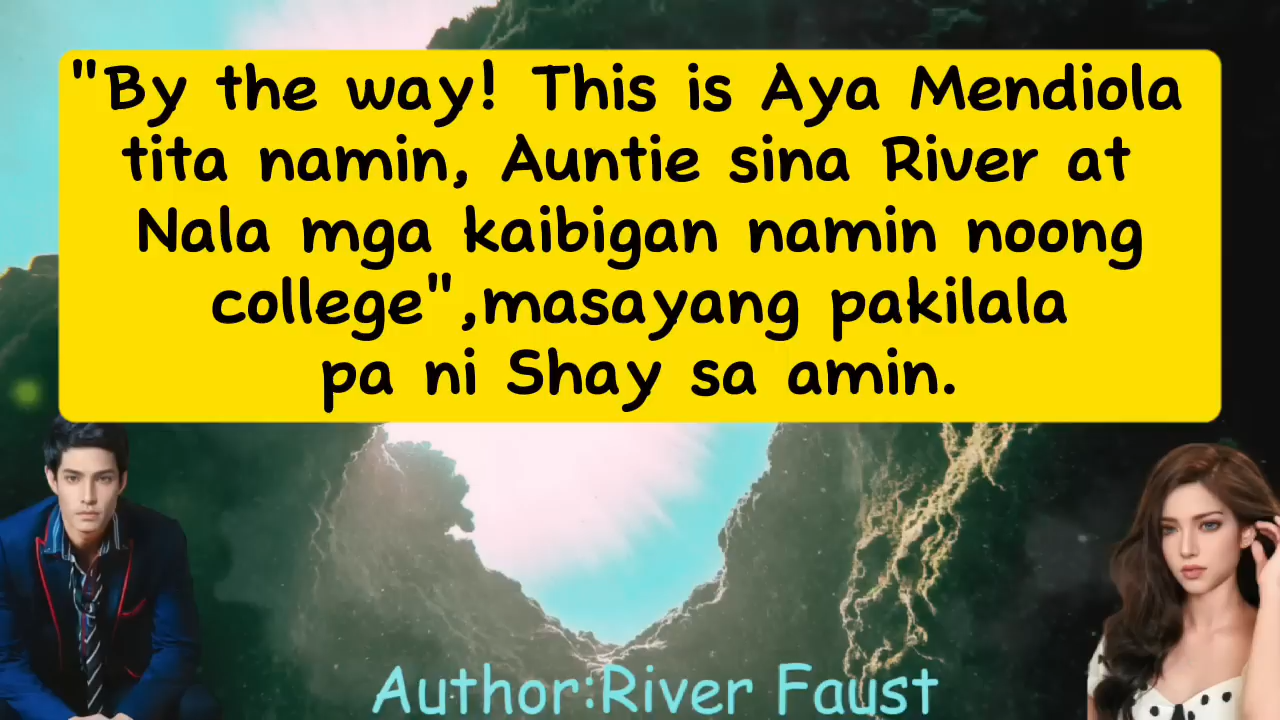 "By the way! This is Aya Mendiola
tita namin, Auntie sina River at
Nala mga kaibigan namin noong
college",masayang pakilala
pa ni Shay sa amin.
Author:River Faust